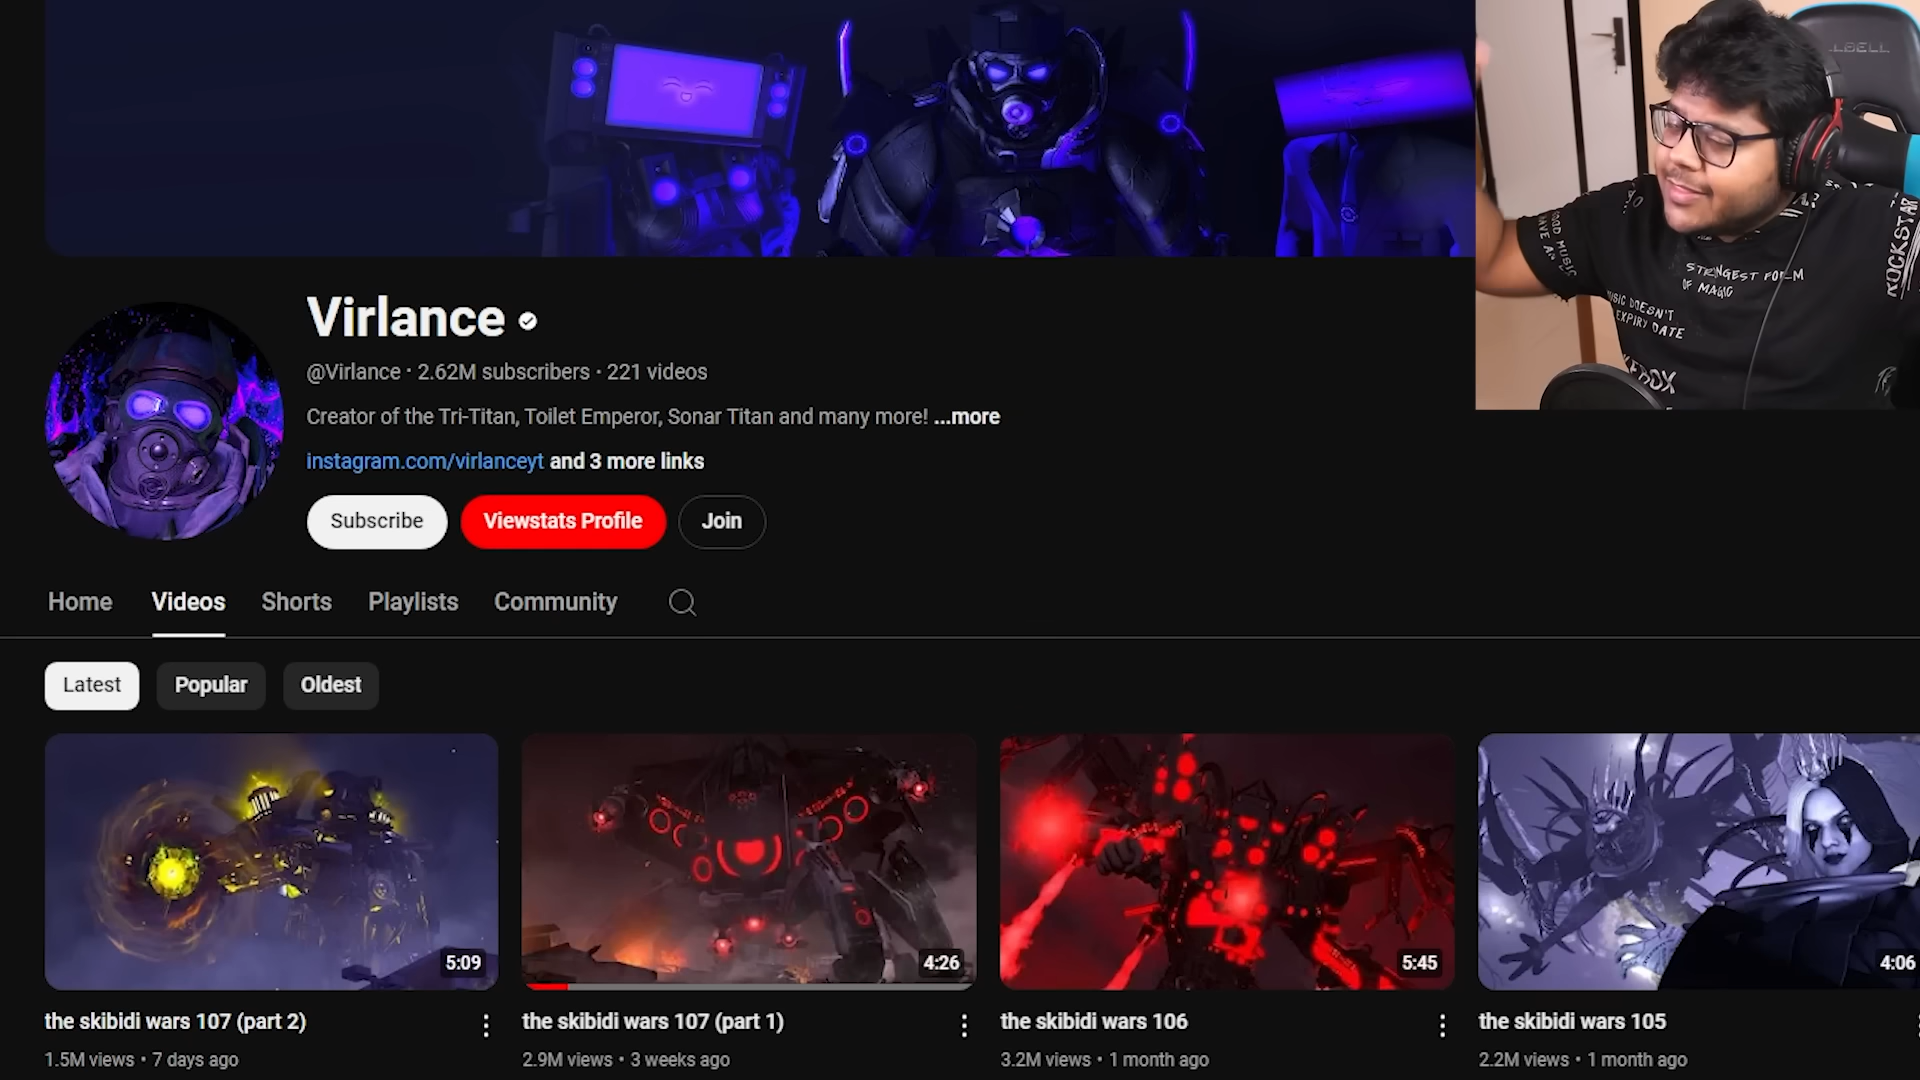 Virlance
@Virlance • 2.62M subscribers • 221 videos
Creator of the Tri-Titan, Toilet Emperor, Sonar Titan and many more! ...more
instagram.com/virlanceyt and 3 more links
Subscribe
Viewstats Profile
Join
Home
Videos
Shorts
Playlists
Community
Latest
Popular
Oldest
5:09
4:26
5:45
4:06
the skibidi wars 107 (part 2)
the skibidi wars 107 (part 1)
the skibidi wars 106
the skibidi wars 105
1.5M views • 7 days ago
2.9M views • 3 weeks ago
3.2M views • 1 month ago
2.2M views • 1 month ago
ROCKSTAR
OF MAGIC
EXPIRY DATE